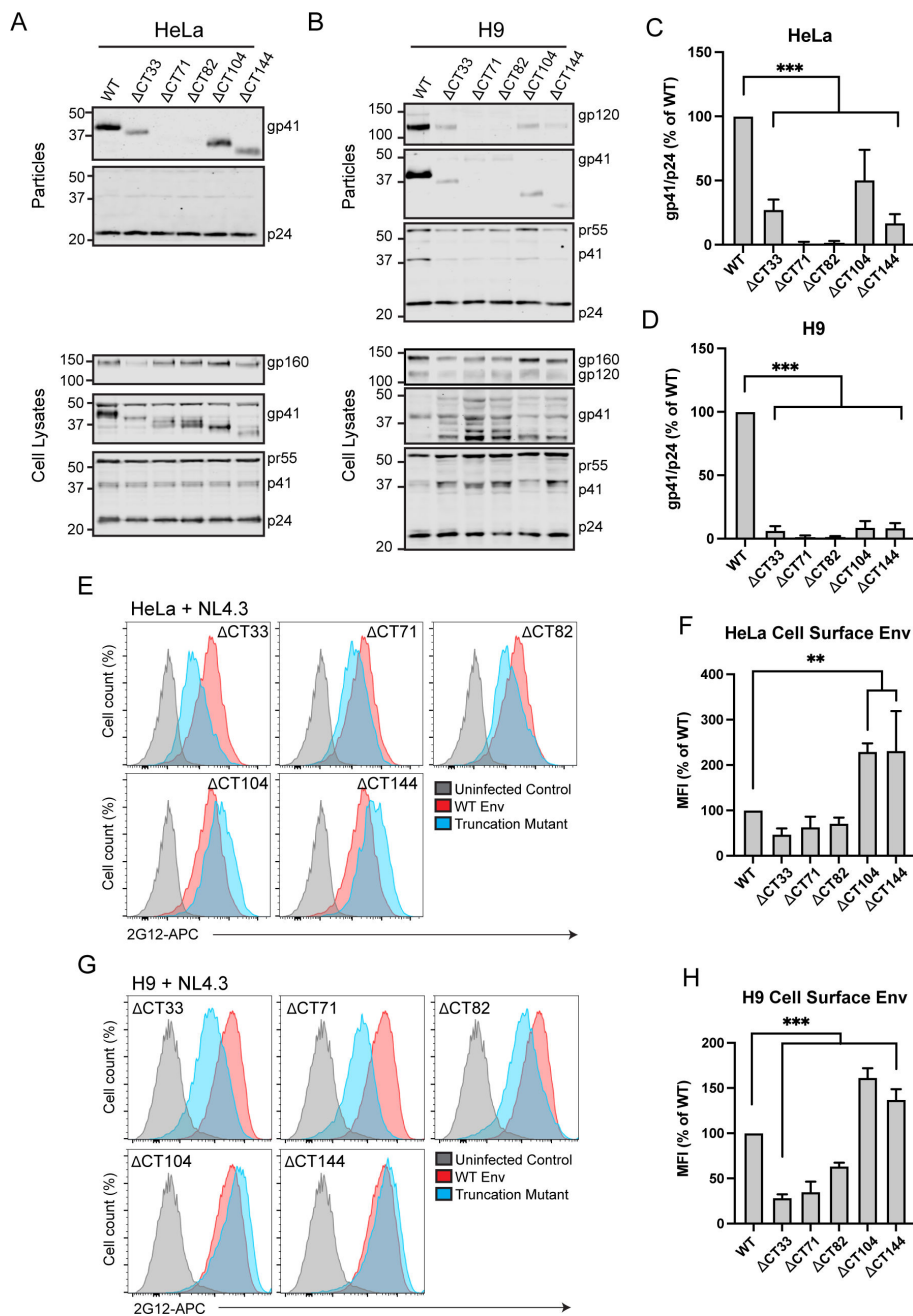 A
HeLa
WT
ΔCT33
ΔCT71
ΔCT82
ΔCT104
ΔCT144
Particles
50
37
gp41
50
37
20
p24
Cell Lysates
150
100
gp160
50
37
gp41
50
37
20
pr55
p41
p24
B
H9
WT
ΔCT33
ΔCT71
ΔCT82
ΔCT104
ΔCT144
Particles
150
100
gp120
37
gp41
50
37
20
pr55
p41
p24
Cell Lysates
150
100
gp160
gp120
50
37
gp41
50
37
20
pr55
p41
p24
C
HeLa
***
gp41/p24 (% of WT)
150
100
50
0
WT
ΔCT33
ΔCT71
ΔCT82
ΔCT104
ΔCT144
D
H9
***
gp41/p24 (% of WT)
150
100
50
0
WT
ΔCT33
ΔCT71
ΔCT82
ΔCT104
ΔCT144
E
HeLa + NL4.3
Cell count (%)
ΔCT33
ΔCT71
ΔCT82
Cell count (%)
ΔCT104
ΔCT144
Uninfected Control
WT Env
Truncation Mutant
2G12-APC
F
HeLa Cell Surface Env
**
MFI (% of WT)
400
300
200
100
0
WT
ΔCT33
ΔCT71
ΔCT82
ΔCT104
ΔCT144
G
H9 + NL4.3
Cell count (%)
ΔCT33
ΔCT71
ΔCT82
Cell count (%)
ΔCT104
ΔCT144
Uninfected Control
WT Env
Truncation Mutant
2G12-APC
H
H9 Cell Surface Env
***
MFI (% of WT)
200
150
100
50
0
WT
ΔCT33
ΔCT71
ΔCT82
ΔCT104
ΔCT144